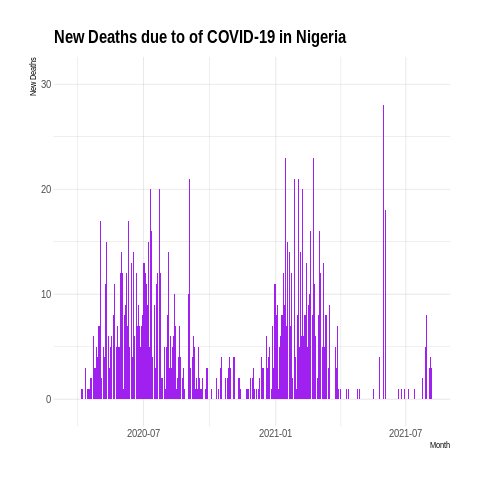 New Deaths due to of COVID-19 in Nigeria
New Deaths
30
20
10
0
2020-07
2021-01
2021-07
Month